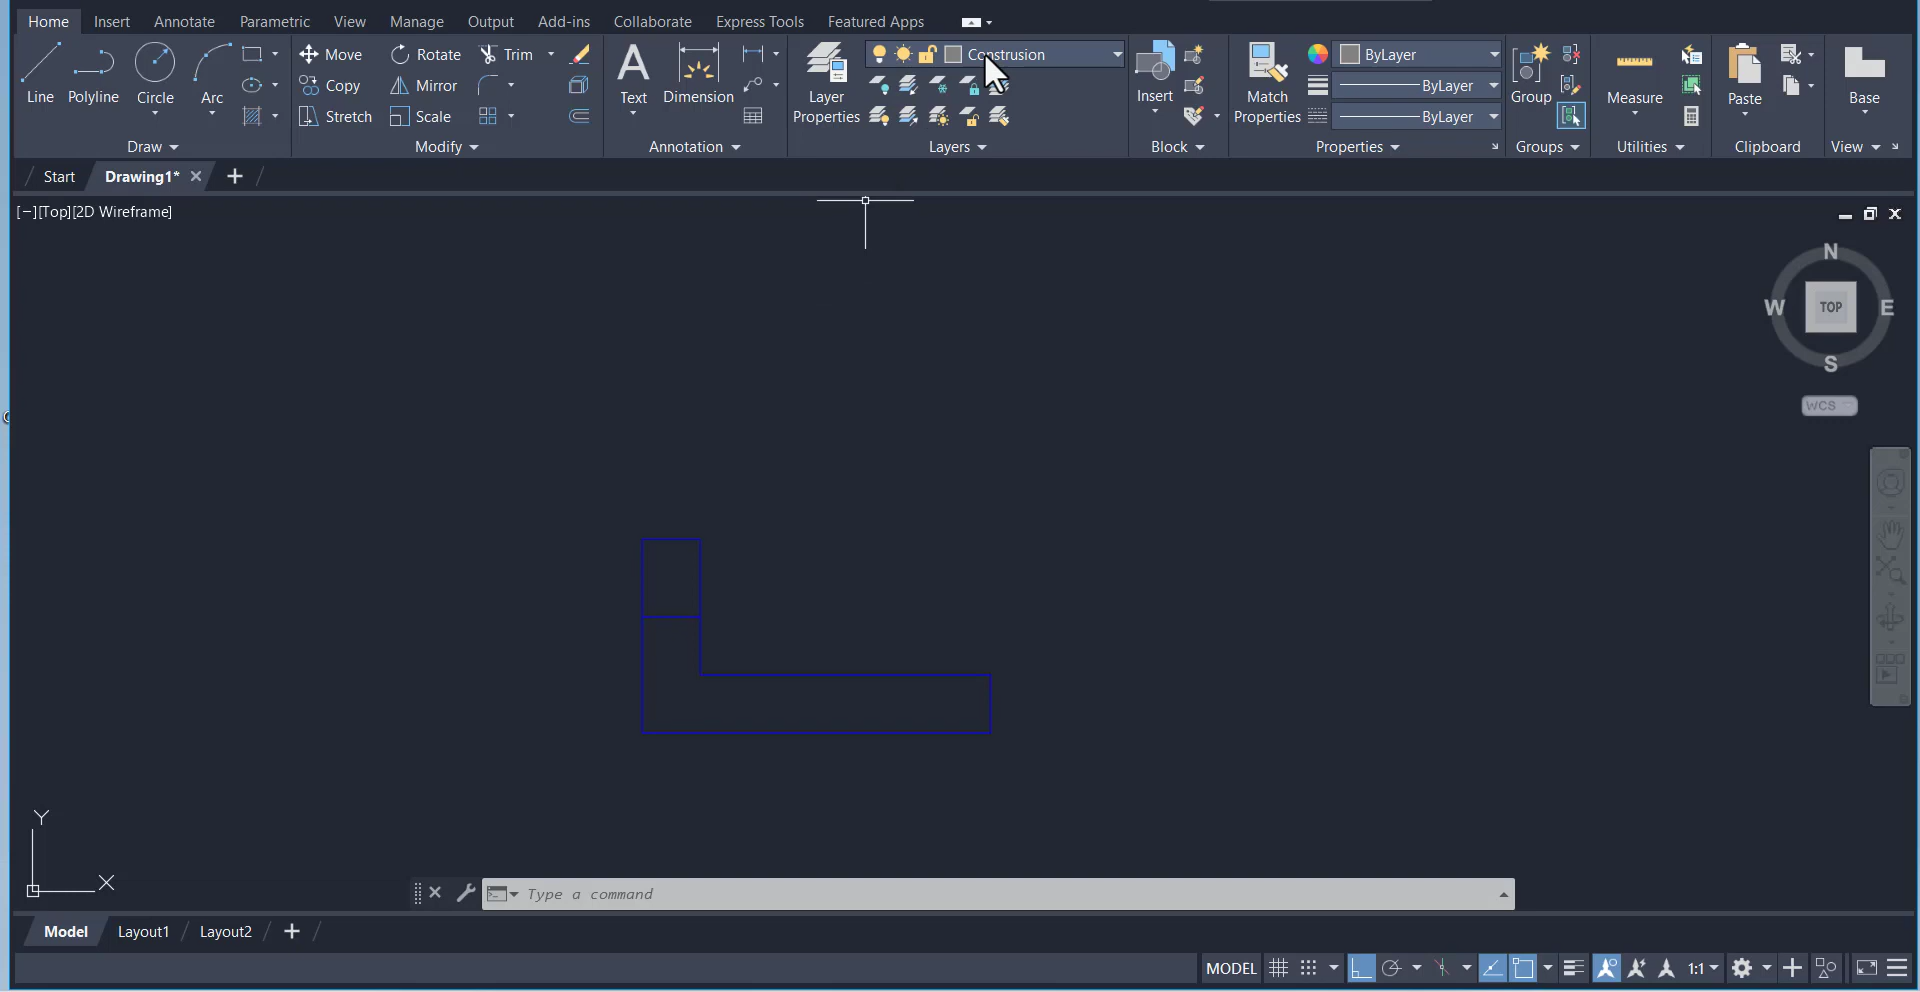 Home Insert Annotate Parametric View Manage Output Add-ins Collaborate Express Tools Featured Apps
Move Rotate Trim Construsion ByLayer
Line Polyline Circle Arc Copy Mirror Text Dimension Layer Properties Insert Match Properties ByLayer Group Measure Paste Base
Stretch Scale ByLayer
Draw Modify Annotation Layers Block Properties Groups Utilities Clipboard View
Start Drawing1*
[−][Top][2D Wireframe]
N
W TOP E
S
WCS
Y
X
Type a command
Model Layout1 Layout2
MODEL 1:1